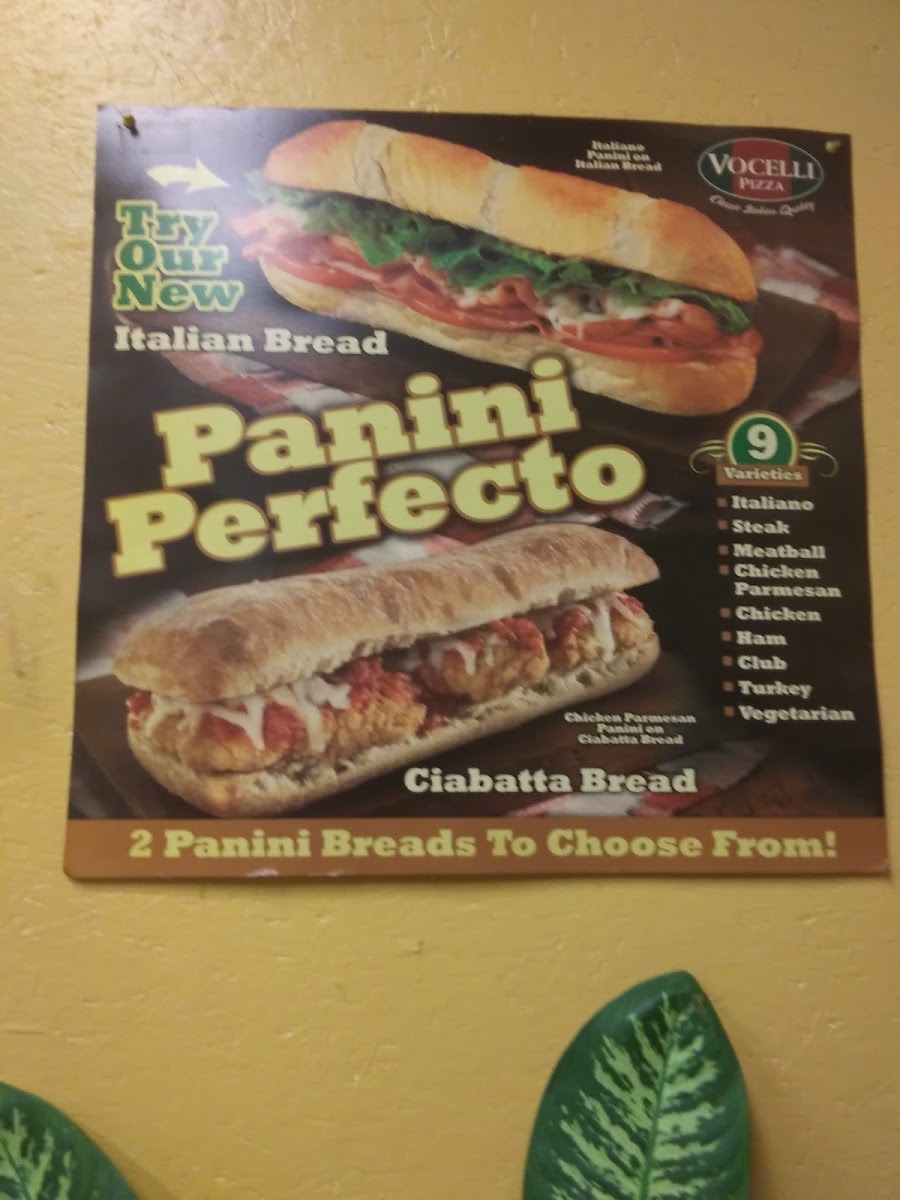 Italiano
Panini on
Italian Bread
VOCELLI
PIZZA
Try
Our
New
Italian Bread
Panini
Perfecto
9
Varieties
Italiano
Steak
Meatball
Chicken
Parmesan
Chicken
Ham
Club
Turkey
Vegetarian
Chicken Parmesan
Panini on
Ciabatta Bread
Ciabatta Bread
2 Panini Breads To Choose From!